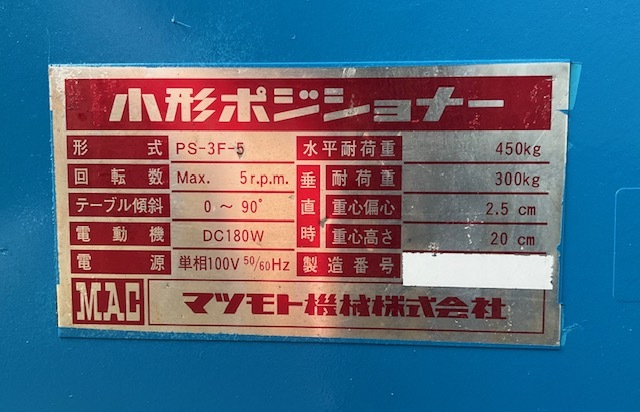 小形ポジショナー
形式 PS-3F-5 水平耐荷重 450kg
回転数 Max. 5r.p.m. 垂直時 耐荷重 300kg
テーブル傾斜 0～90° 重心偏心 2.5cm
電動機 DC180W 重心高さ 20cm
電源 単相100V 50/60Hz 製造番号
MAC マツモト機械株式会社